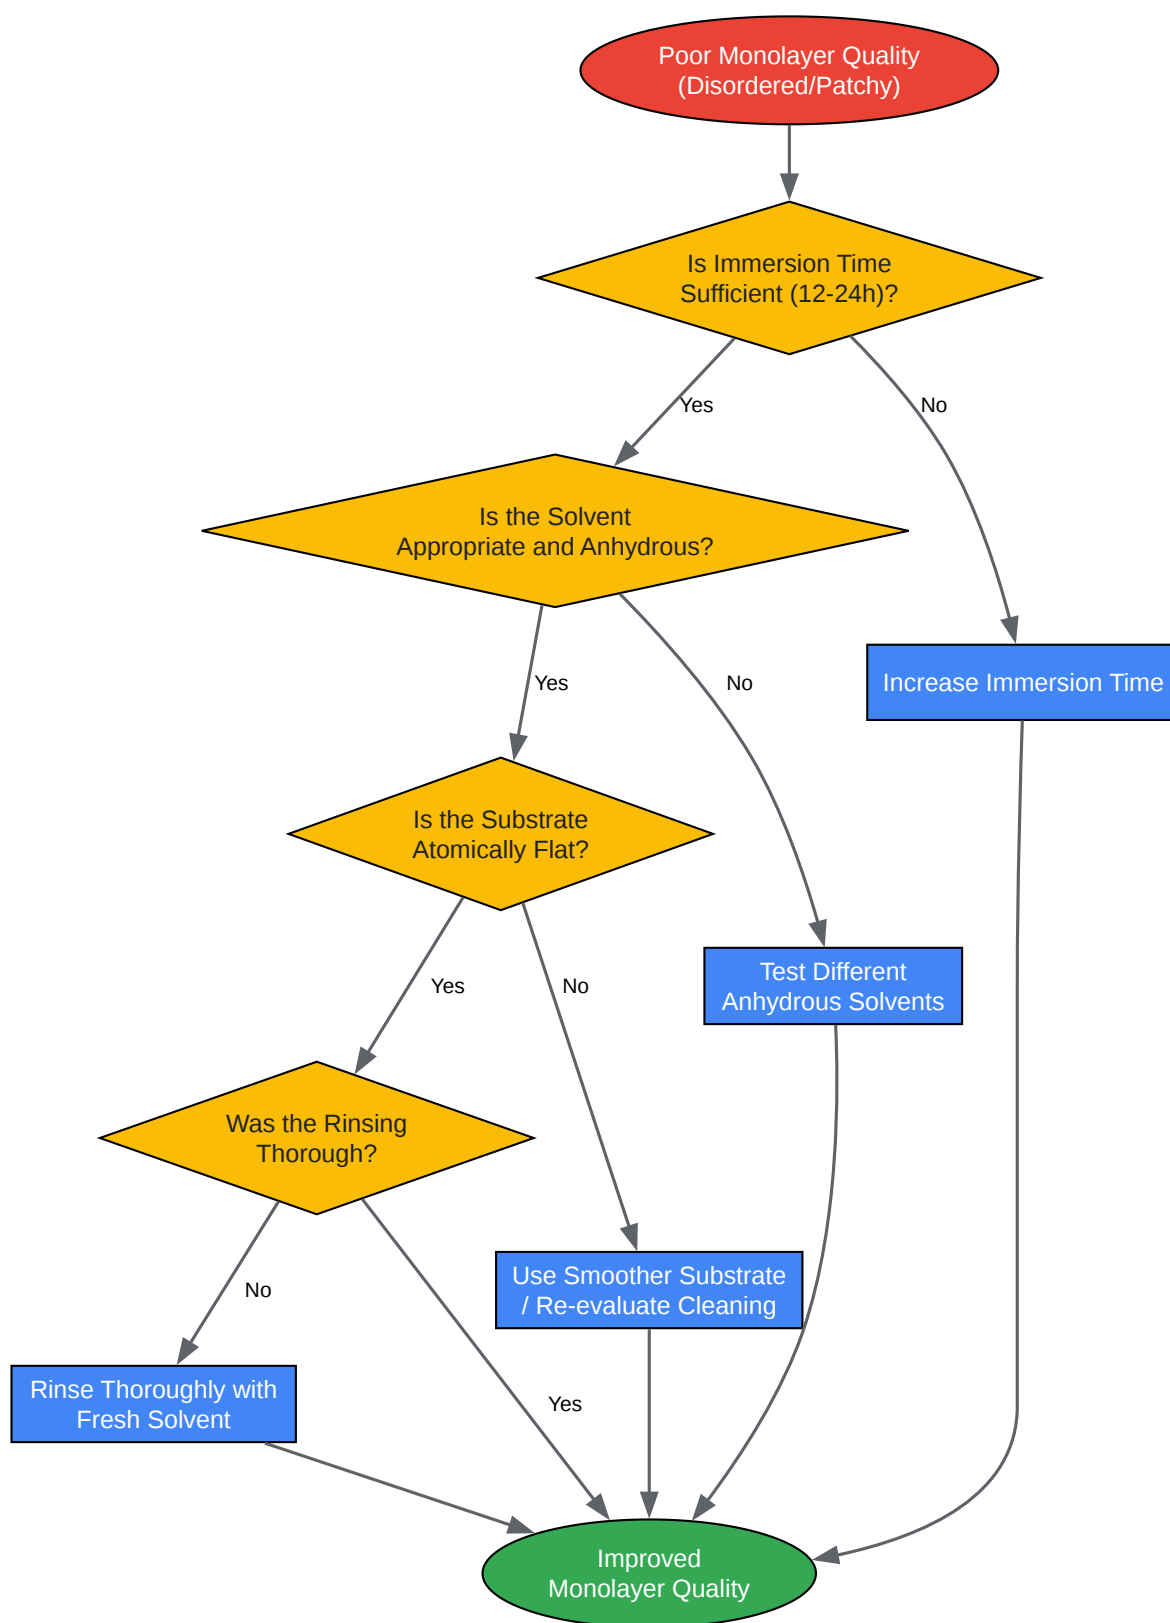 Poor Monolayer Quality
(Disordered/Patchy)
Is Immersion Time
Sufficient (12-24h)?
Yes
No
Is the Solvent
Appropriate and Anhydrous?
Yes
No
Increase Immersion Time
Is the Substrate
Atomically Flat?
Yes
No
Test Different
Anhydrous Solvents
Was the Rinsing
Thorough?
No
Yes
Use Smoother Substrate
/ Re-evaluate Cleaning
Rinse Thoroughly with
Fresh Solvent
Improved
Monolayer Quality